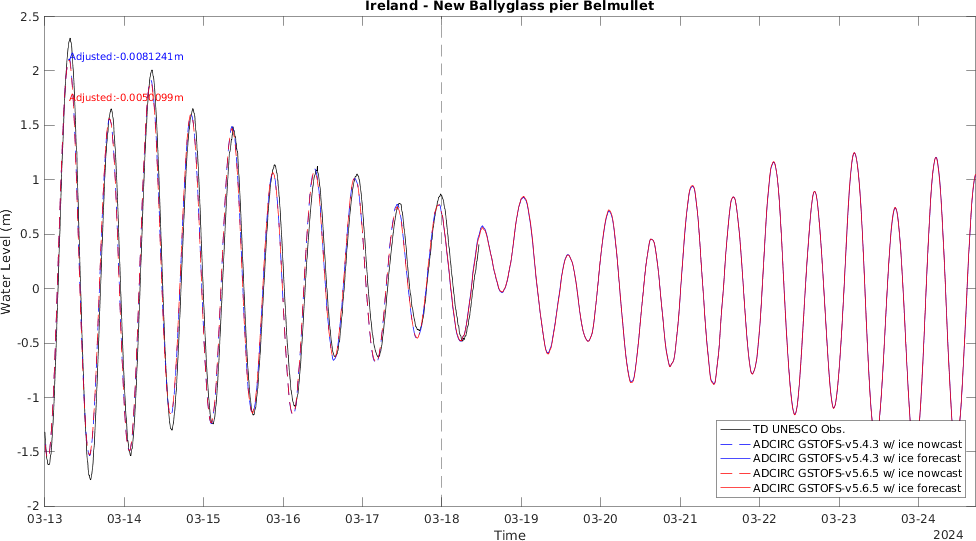 Ireland - New Ballyglass pier Belmullet
2.5
2
1.5
1
0.5
0
-0.5
-1
-1.5
-2
Water Level (m)
Adjusted:-0.0081241m
Adjusted:-0.0050099m
TD UNESCO Obs.
ADCIRC GSTOFS-v5.4.3 w/ ice nowcast
ADCIRC GSTOFS-v5.4.3 w/ ice forecast
ADCIRC GSTOFS-v5.6.5 w/ ice nowcast
ADCIRC GSTOFS-v5.6.5 w/ ice forecast
03-13 03-14 03-15 03-16 03-17 03-18 03-19 03-20 03-21 03-22 03-23 03-24
Time
2024